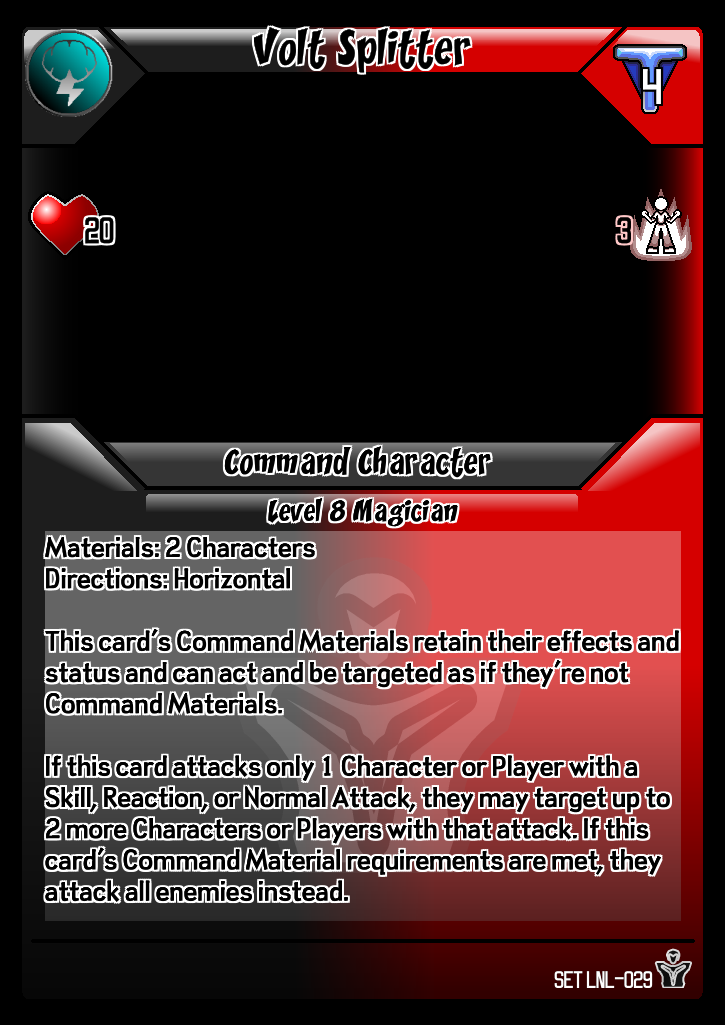 Volt Splitter
4
20
3
Command Character
Level 8 Magician
Materials: 2 Characters
Directions: Horizontal
This card's Command Materials retain their effects and
status and can act and be targeted as if they're not
Command Materials.
If this card attacks only 1 Character or Player with a
Skill, Reaction, or Normal Attack, they may target up to
2 more Characters or Players with that attack. If this
card's Command Material requirements are met, they
attack all enemies instead.
SET LNL-029